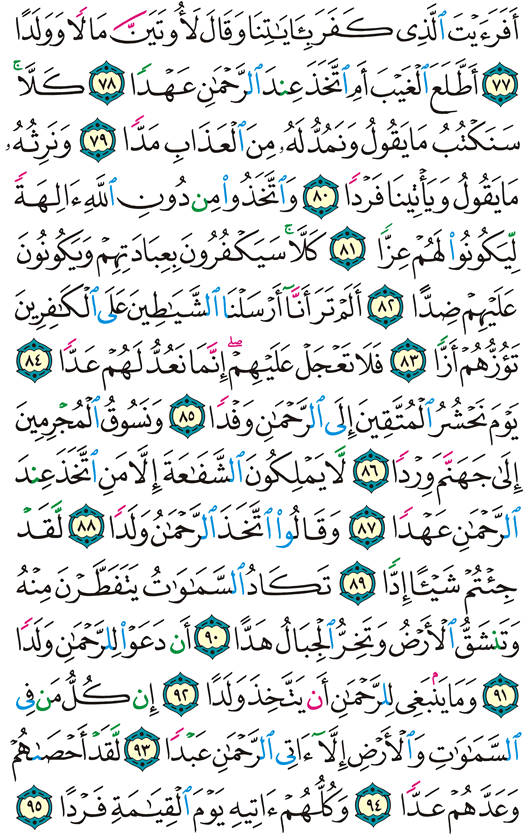 أَفَرَءَيْتَ ٱلَّذِى كَفَرَ بِـَٔايَـٰتِنَا وَقَالَ لَأُوتَيَنَّ مَالًا وَوَلَدًا
٧٧ أَطَّلَعَ ٱلْغَيْبَ أَمِ ٱتَّخَذَ عِندَ ٱلرَّحْمَـٰنِ عَهْدًا ٧٨ كَلَّا ۚ
سَنَكْتُبُ مَا يَقُولُ وَنَمُدُّ لَهُۥ مِنَ ٱلْعَذَابِ مَدًّا ٧٩ وَنَرِثُهُۥ
مَا يَقُولُ وَيَأْتِينَا فَرْدًا ٨٠ وَٱتَّخَذُوا۟ مِن دُونِ ٱللَّهِ ءَالِهَةً
لِّيَكُونُوا۟ لَهُمْ عِزًّا ٨١ كَلَّا ۚ سَيَكْفُرُونَ بِعِبَادَتِهِمْ وَيَكُونُونَ
عَلَيْهِمْ ضِدًّا ٨٢ أَلَمْ تَرَ أَنَّآ أَرْسَلْنَا ٱلشَّيَـٰطِينَ عَلَى ٱلْكَـٰفِرِينَ
تَؤُزُّهُمْ أَزًّا ٨٣ فَلَا تَعْجَلْ عَلَيْهِمْ ۖ إِنَّمَا نَعُدُّ لَهُمْ عَدًّا ٨٤
يَوْمَ نَحْشُرُ ٱلْمُتَّقِينَ إِلَى ٱلرَّحْمَـٰنِ وَفْدًا ٨٥ وَنَسُوقُ ٱلْمُجْرِمِينَ
إِلَىٰ جَهَنَّمَ وِرْدًا ٨٦ لَّا يَمْلِكُونَ ٱلشَّفَـٰعَةَ إِلَّا مَنِ ٱتَّخَذَ عِندَ
ٱلرَّحْمَـٰنِ عَهْدًا ٨٧ وَقَالُوا۟ ٱتَّخَذَ ٱلرَّحْمَـٰنُ وَلَدًا ٨٨ لَّقَدْ
جِئْتُمْ شَيْـًٔا إِدًّا ٨٩ تَكَادُ ٱلسَّمَـٰوَٰتُ يَتَفَطَّرْنَ مِنْهُ
وَتَنشَقُّ ٱلْأَرْضُ وَتَخِرُّ ٱلْجِبَالُ هَدًّا ٩٠ أَن دَعَوْا۟ لِلرَّحْمَـٰنِ وَلَدًا
٩١ وَمَا يَنۢبَغِى لِلرَّحْمَـٰنِ أَن يَتَّخِذَ وَلَدًا ٩٢ إِن كُلُّ مَن فِى
ٱلسَّمَـٰوَٰتِ وَٱلْأَرْضِ إِلَّآ ءَاتِى ٱلرَّحْمَـٰنِ عَبْدًا ٩٣ لَّقَدْ أَحْصَىٰهُمْ
وَعَدَّهُمْ عَدًّا ٩٤ وَكُلُّهُمْ ءَاتِيهِ يَوْمَ ٱلْقِيَـٰمَةِ فَرْدًا ٩٥